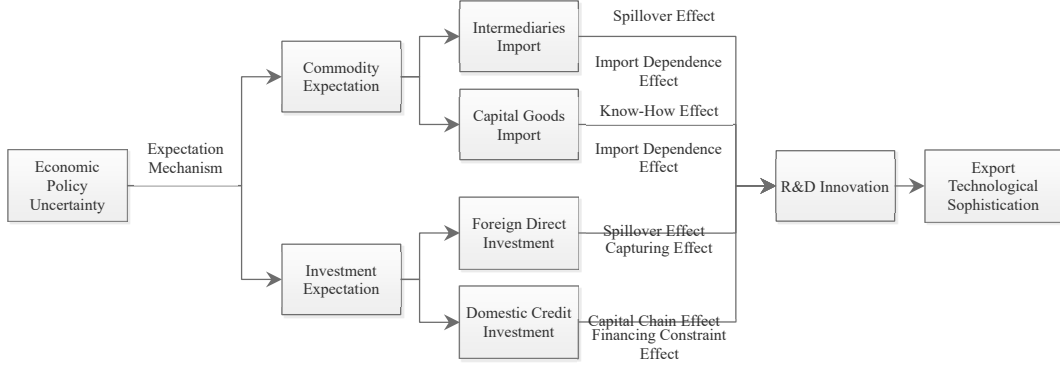 Economic
Policy
Uncertainty
Expectation
Mechanism
Commodity
Expectation
Investment
Expectation
Intermediaries
Import
Capital Goods
Import
Foreign Direct
Investment
Domestic Credit
Investment
Spillover Effect
Import Dependence
Effect
Know-How Effect
Import Dependence
Effect
Spillover Effect
Capturing Effect
Capital Chain Effect
Financing Constraint
Effect
R&D Innovation
Export
Technological
Sophistication